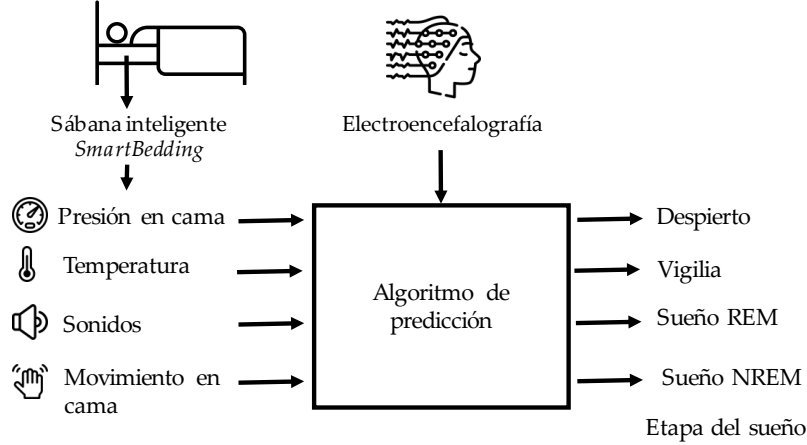 Sábana inteligente
SmartBedding
Electroencefalografía
Presión en cama
Temperatura
Sonidos
Movimiento en
cama
Algoritmo de
predicción
Despierto
Vigilia
Sueño REM
Sueño NREM
Etapa del sueño